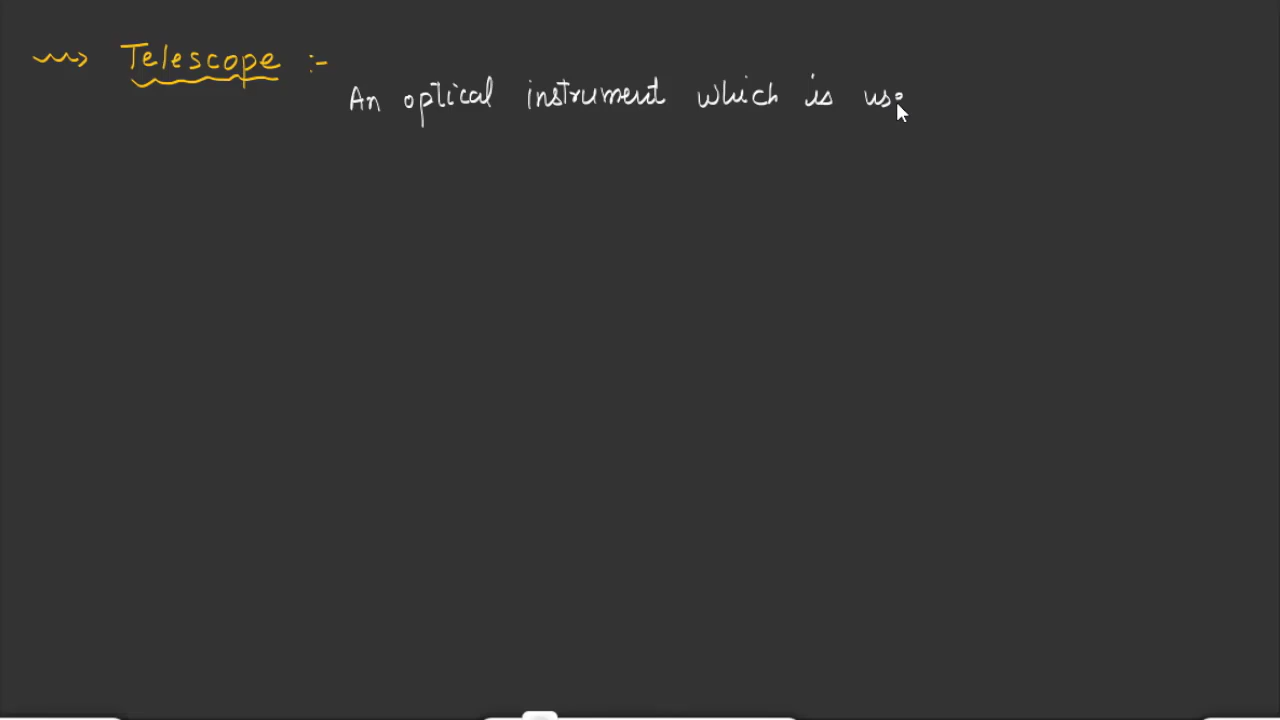 Telescope :-
An optical instrument which is us